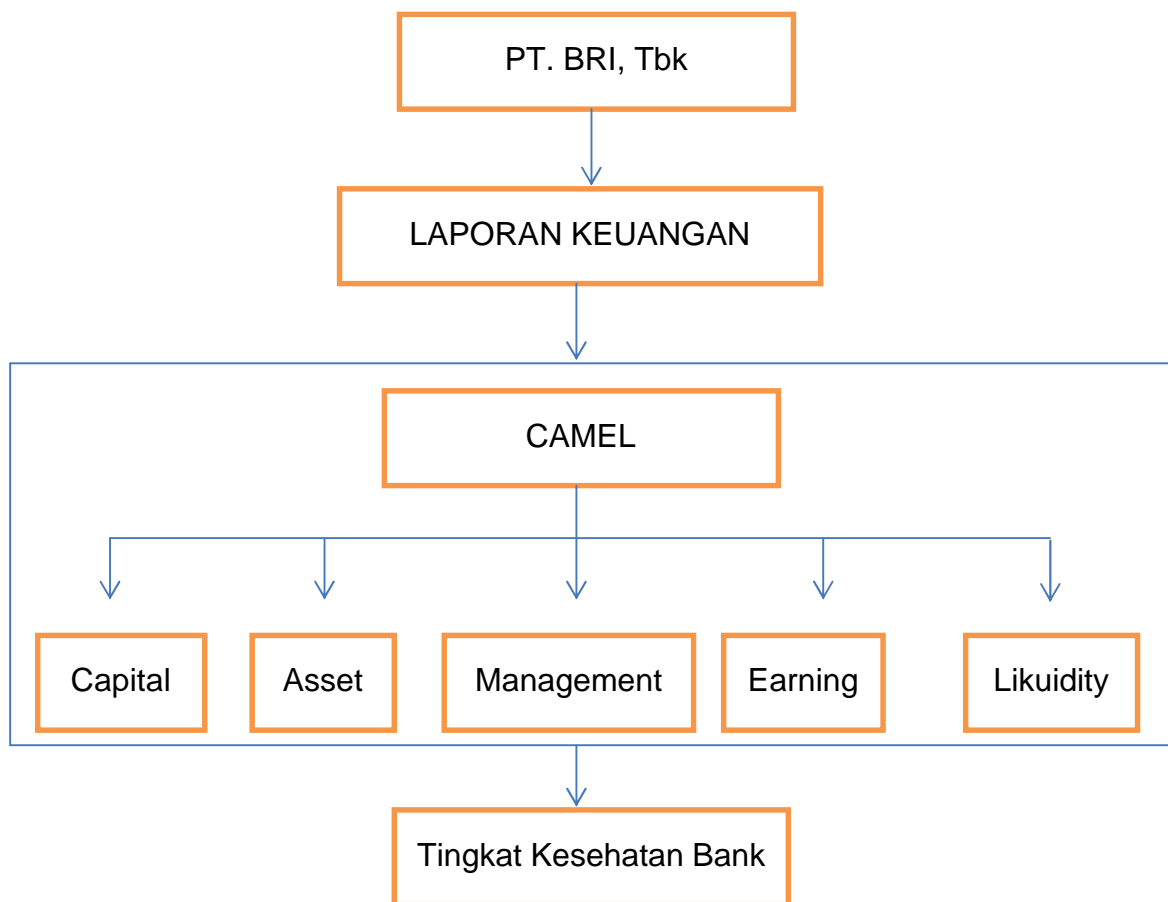 PT. BRI, Tbk
LAPORAN KEUANGAN
CAMEL
Capital
Asset
Management
Earning
Likuidity
Tingkat Kesehatan Bank